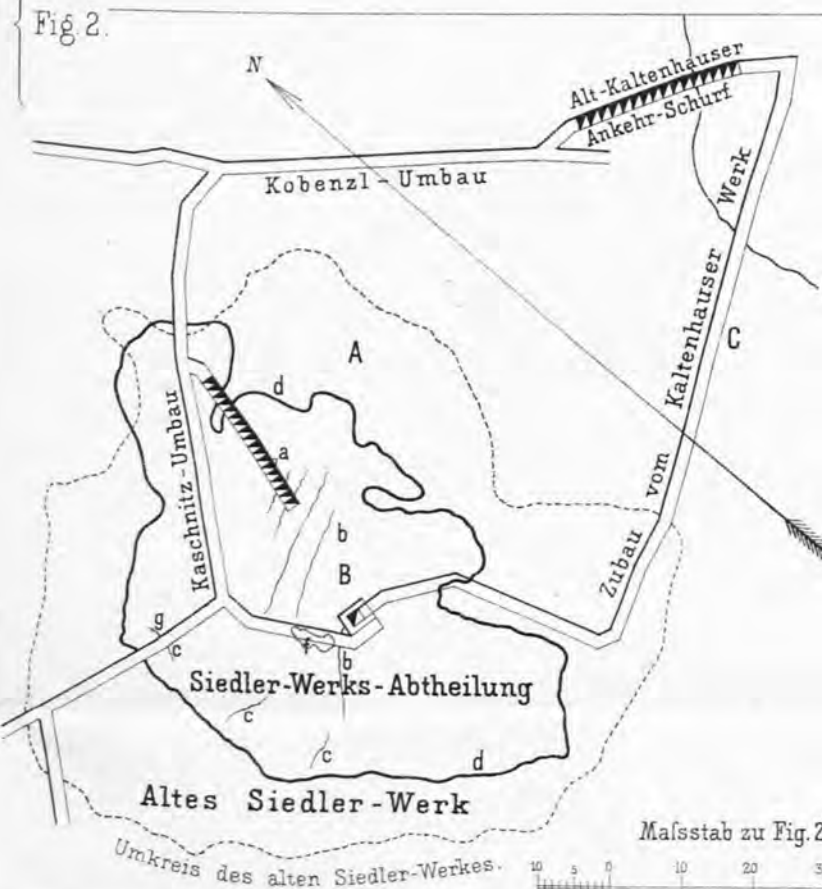 Fig. 2.
N
Alt-Kaltenhauser
Ankehr-Schurf
Kobenzl-Umbau
Werk
Kaltenhauser
vom
Zubau
A
C
d
a
Kaschnitz-Umbau
b
B
g
c
f
b
Siedler-Werks-Abtheilung
c
c
d
Altes Siedler-Werk
Umkreis des alten Siedler-Werkes.
Maſsstab zu Fig. 2
10 5 0 10 20